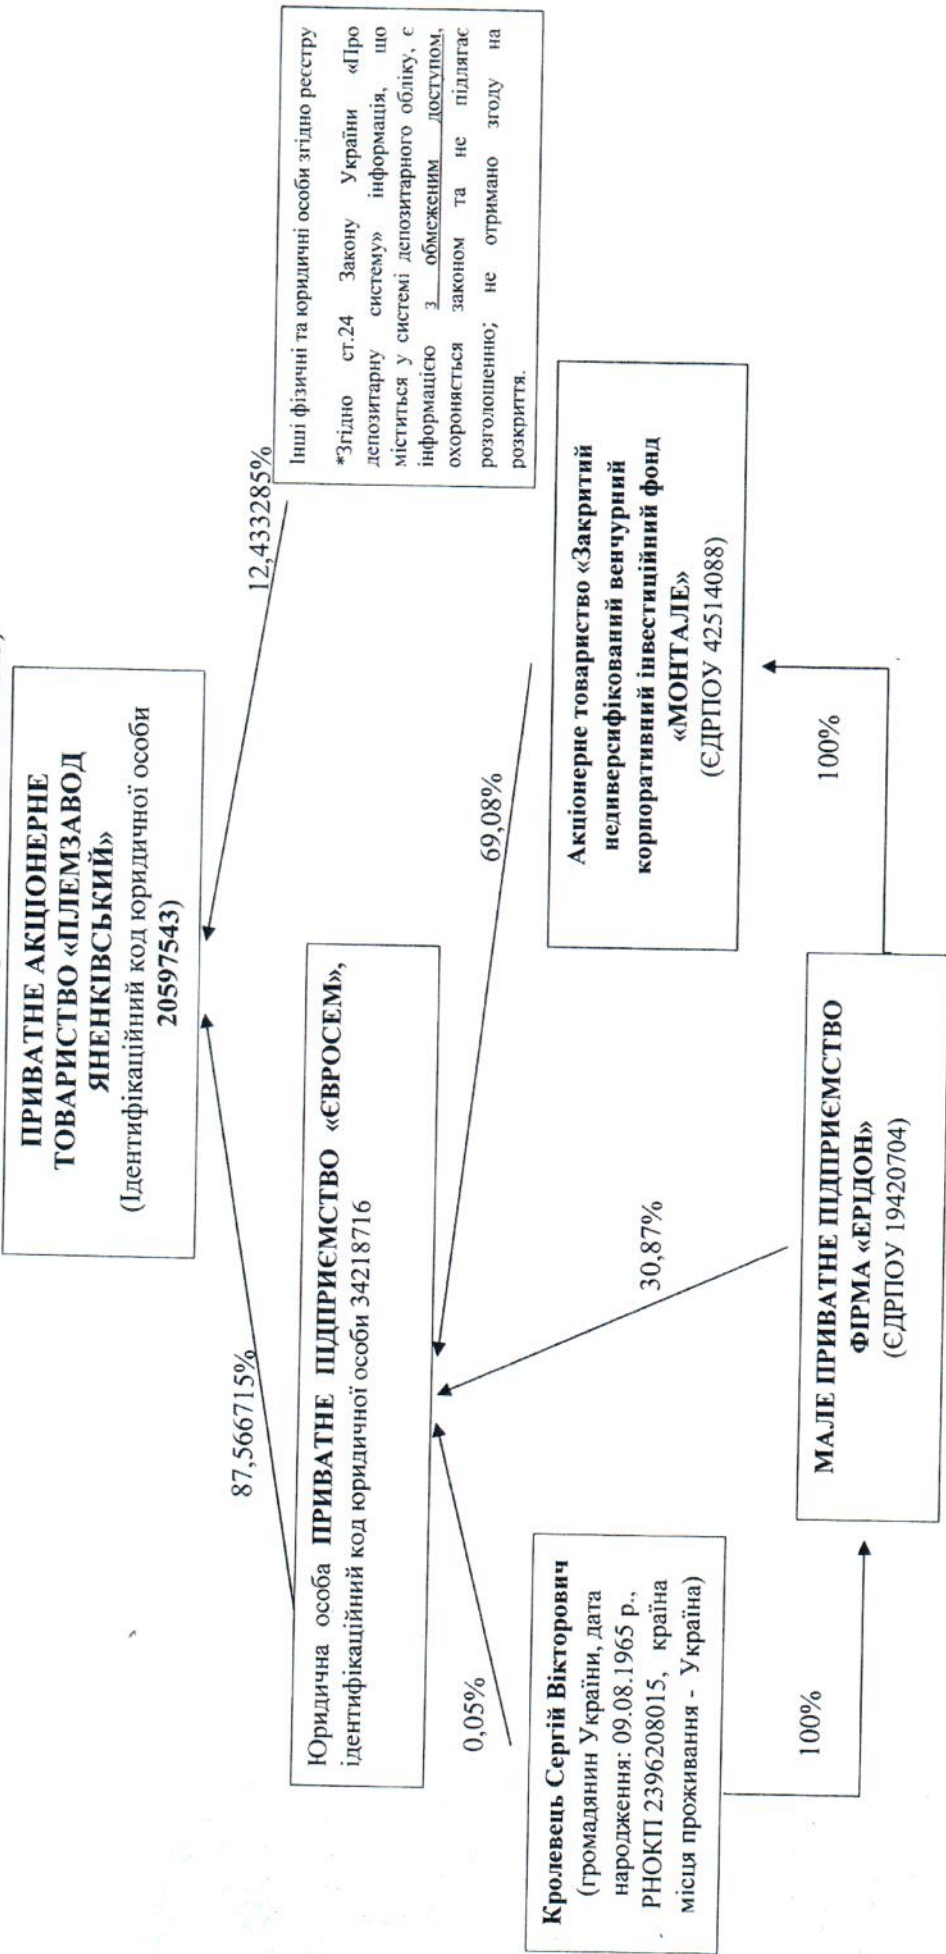 ПРИВАТНЕ АКЦІОНЕРНЕ
ТОВАРИСТВО «ПЛЕМЗАВОД
ЯНЕНКІВСЬКИЙ»
(Ідентифікаційний код юридичної особи
20597543)
87,566715%
12,433285%
Інші фізичні та юридичні особи згідно реєстру
*Згідно ст.24 Закону України «Про
депозитарну систему» інформація, що
міститься у системі депозитарного обліку, є
інформацією з обмеженим доступом,
охороняється законом та не підлягає
розголошенню; не отримано згоду на
розкриття.
Юридична особа ПРИВАТНЕ ПІДПРИЄМСТВО «ЄВРОСЕМ»,
ідентифікаційний код юридичної особи 34218716
0,05%
30,87%
69,08%
Кролевець Сергій Вікторович
(громадянин України, дата
народження: 09.08.1965 р.,
РНОКПП 2396208015, країна
місця проживання - Україна)
Акціонерне товариство «Закритий
недиверсифікований венчурний
корпоративний інвестиційний фонд
«МОНТАЛЕ»
(ЄДРПОУ 42514088)
100%
100%
МАЛЕ ПРИВАТНЕ ПІДПРИЄМСТВО
ФІРМА «ЕРІДОН»
(ЄДРПОУ 19420704)